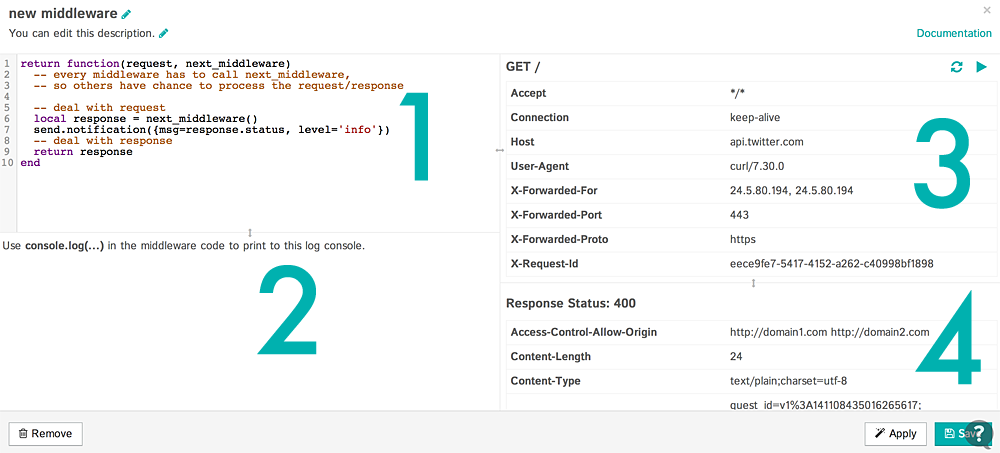 new middleware
You can edit this description.
Documentation
1 return function(request, next_middleware)
2 -- every middleware has to call next_middleware,
3 -- so others have chance to process the request/response
4
5 -- deal with request
6 local response = next_middleware()
7 send.notification({msg=response.status, level='info'})
8 -- deal with response
9 return response
10 end
1
Use console.log(...) in the middleware code to print to this log console.
2
GET /
Accept */*
Connection keep-alive
Host api.twitter.com
User-Agent curl/7.30.0
X-Forwarded-For 24.5.80.194, 24.5.80.194
X-Forwarded-Port 443
X-Forwarded-Proto https
X-Request-Id eece9fe7-5417-4152-a262-c40998bf1898
3
Response Status: 400
Access-Control-Allow-Origin http://domain1.com http://domain2.com
Content-Length 24
Content-Type text/plain;charset=utf-8
guest_id=v1%3A141108435016265617;
4
Remove
Apply
Save
?